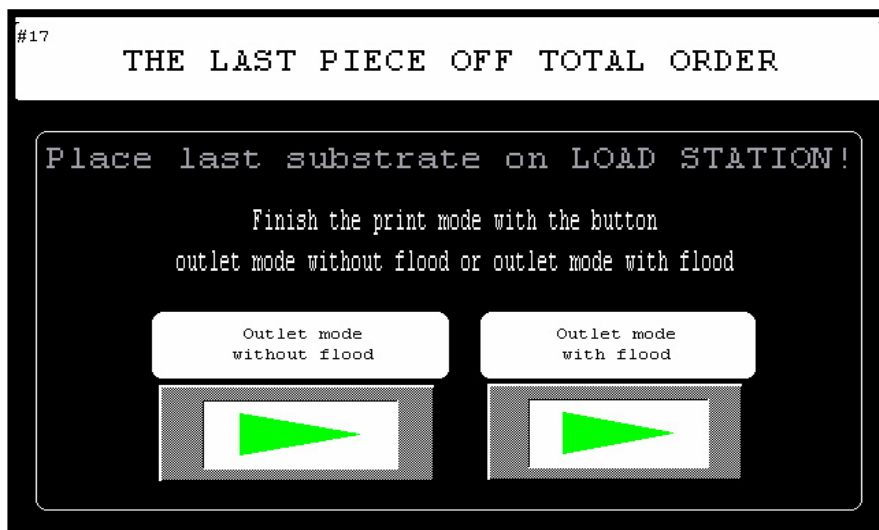 #17
THE LAST PIECE OFF TOTAL ORDER
Place last substrate on LOAD STATION!
Finish the print mode with the button
outlet mode without flood or outlet mode with flood
Outlet mode
without flood
Outlet mode
with flood